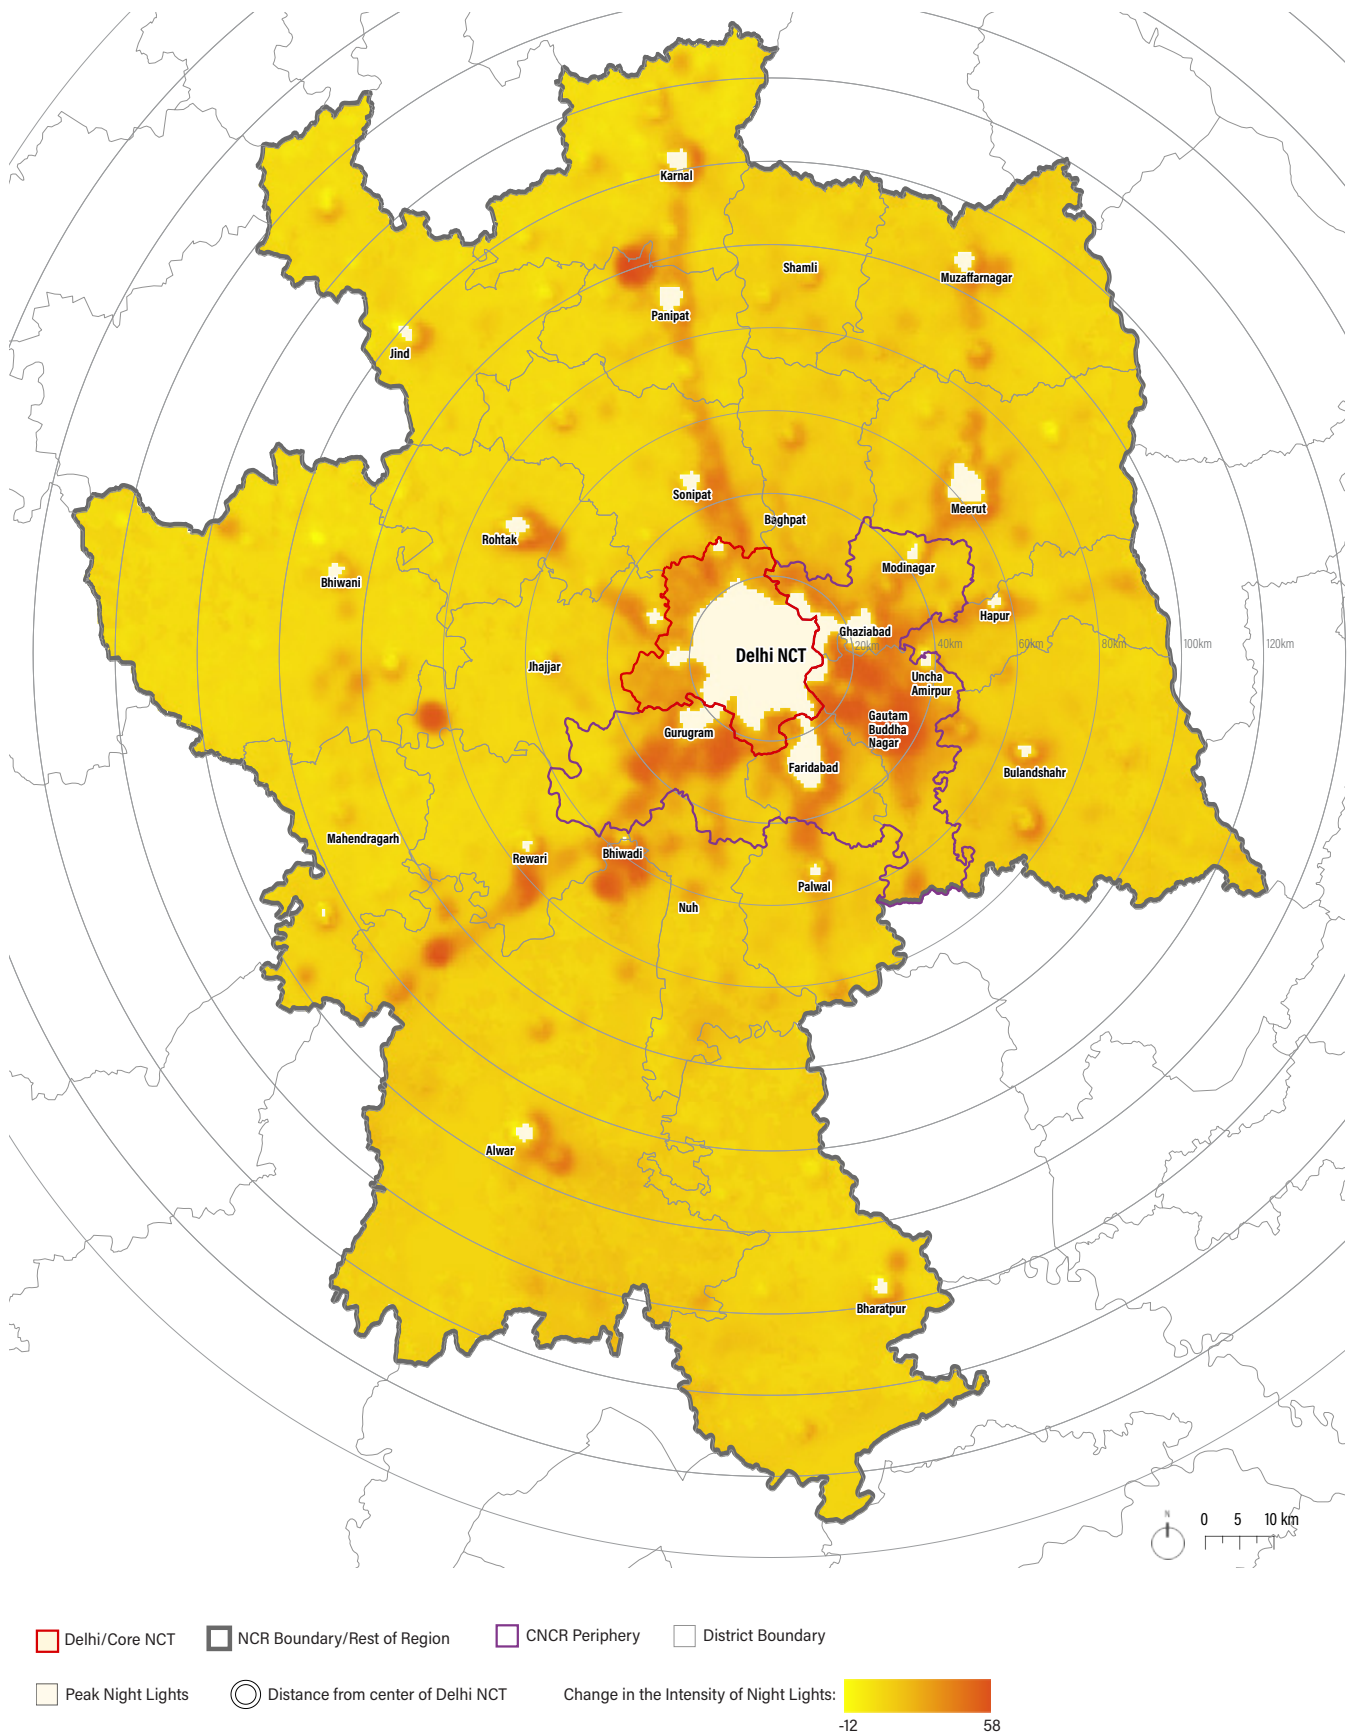 Karnal
Shamli
Muzaffarnagar
Panipat
Jind
Sonipat
Meerut
Baghpat
Rohtak
Modinagar
Bhiwani
Hapur
Ghaziabad
20km
40km
60km
80km
100km
120km
Delhi NCT
Jhajjar
Uncha
Amirpur
Gautam
Buddha
Nagar
Gurugram
Faridabad
Bulandshahr
Mahendragarh
Rewari
Bhiwadi
Palwal
Nuh
Alwar
Bharatpur
N
0 5 10 km
Delhi/Core NCT
NCR Boundary/Rest of Region
CNCR Periphery
District Boundary
Peak Night Lights
Distance from center of Delhi NCT
Change in the Intensity of Night Lights:
-12 58